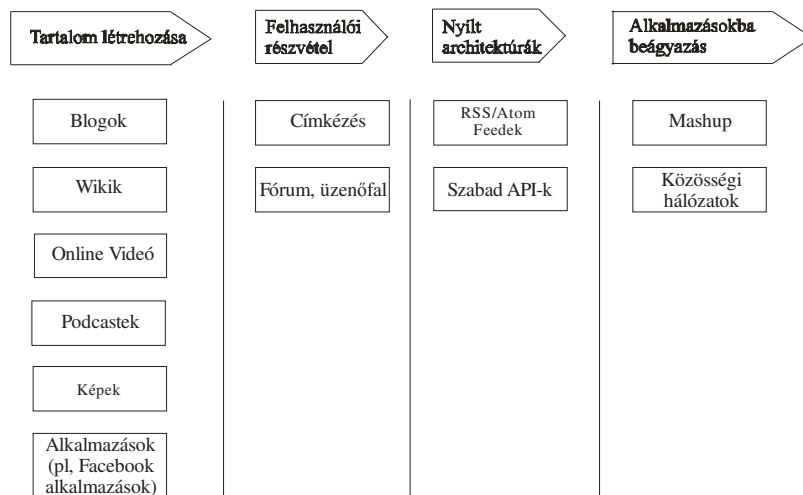 Tartalom létrehozása
Felhasználói
részvétel
Nyílt
architektúrák
Alkalmazásokba
beágyazás
Blogok
Wikik
Online Videó
Podcastek
Képek
Alkalmazások
(pl, Facebook
alkalmazások)
Címkézés
Fórum, üzenőfal
RSS/Atom
Feedek
Szabad API-k
Mashup
Közösségi
hálózatok